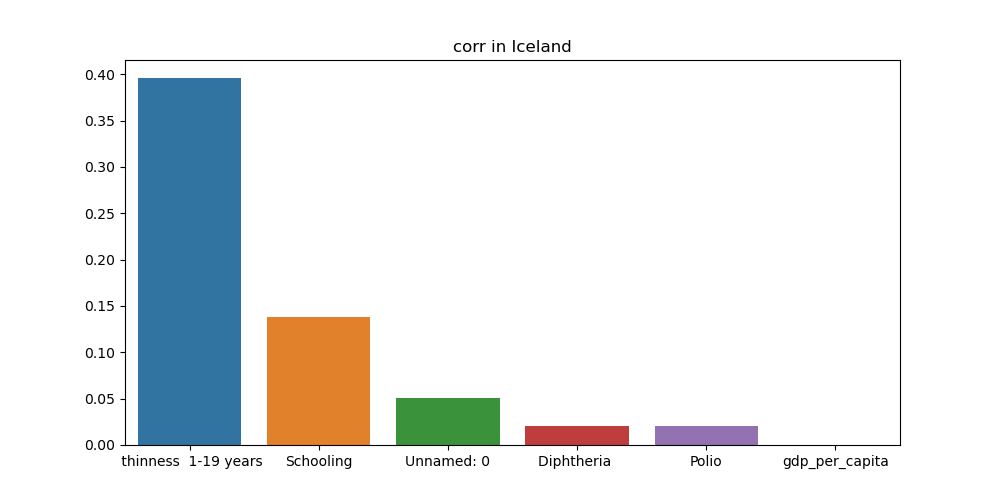 corr in Iceland
0.40
0.35
0.30
0.25
0.20
0.15
0.10
0.05
0.00
thinness  1-19 years
Schooling
Unnamed: 0
Diphtheria
Polio
gdp_per_capita